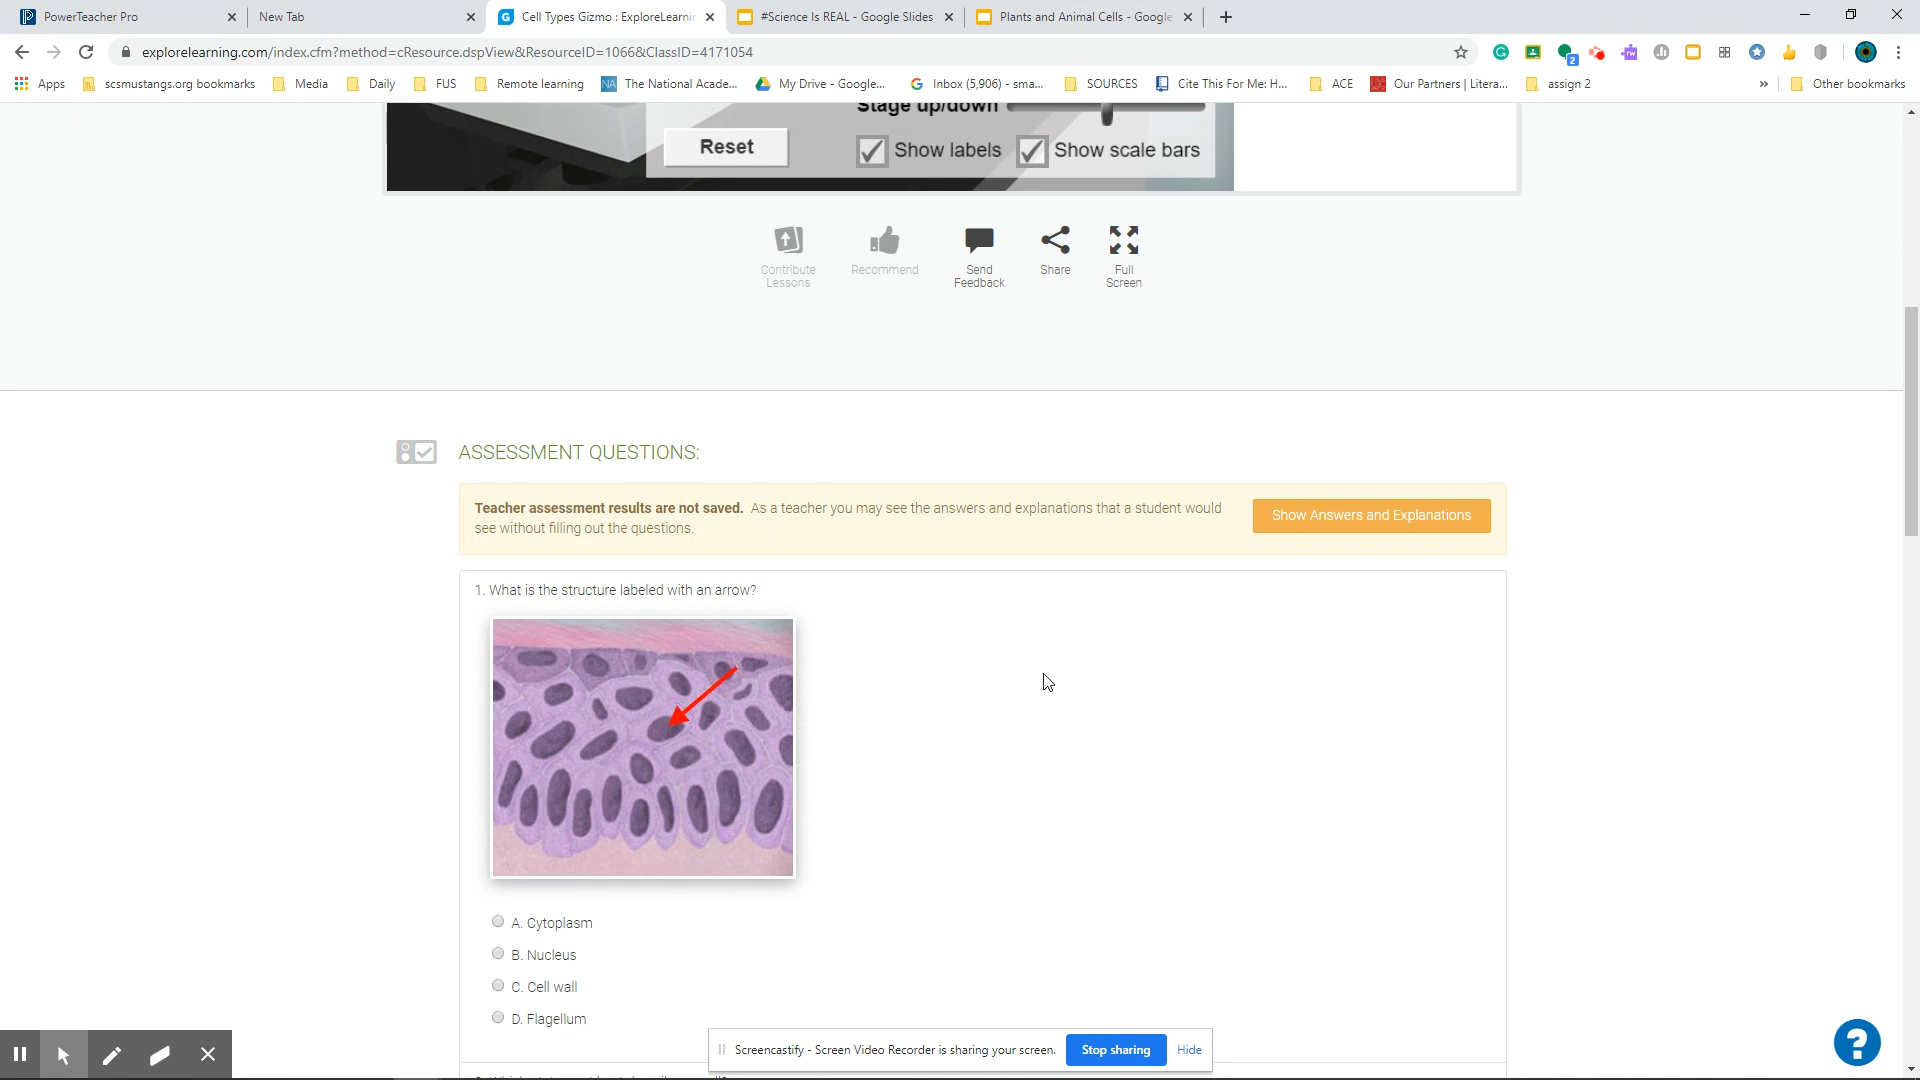 PowerTeacher Pro
New Tab
Cell Types Gizmo : ExploreLearni
#Science Is REAL - Google Slides
Plants and Animal Cells - Google
explorelearning.com/index.cfm?method=cResource.dspView&ResourceID=1066&ClassID=4171054
2
Apps
scsmustangs.org bookmarks
Media
Daily
FUS
Remote learning
NA
The National Acade...
My Drive - Google...
Inbox (5,906) - sma...
SOURCES
Cite This For Me: H...
ACE
Our Partners | Litera...
assign 2
»
Other bookmarks
Stage up/down
Reset
Show labels
Show scale bars
Contribute
Lessons
Recommend
Send
Feedback
Share
Full
Screen
ASSESSMENT QUESTIONS:
Teacher assessment results are not saved. As a teacher you may see the answers and explanations that a student would
see without filling out the questions.
Show Answers and Explanations
1. What is the structure labeled with an arrow?
A. Cytoplasm
B. Nucleus
C. Cell wall
D. Flagellum
Screencastify - Screen Video Recorder is sharing your screen.
Stop sharing
Hide
?